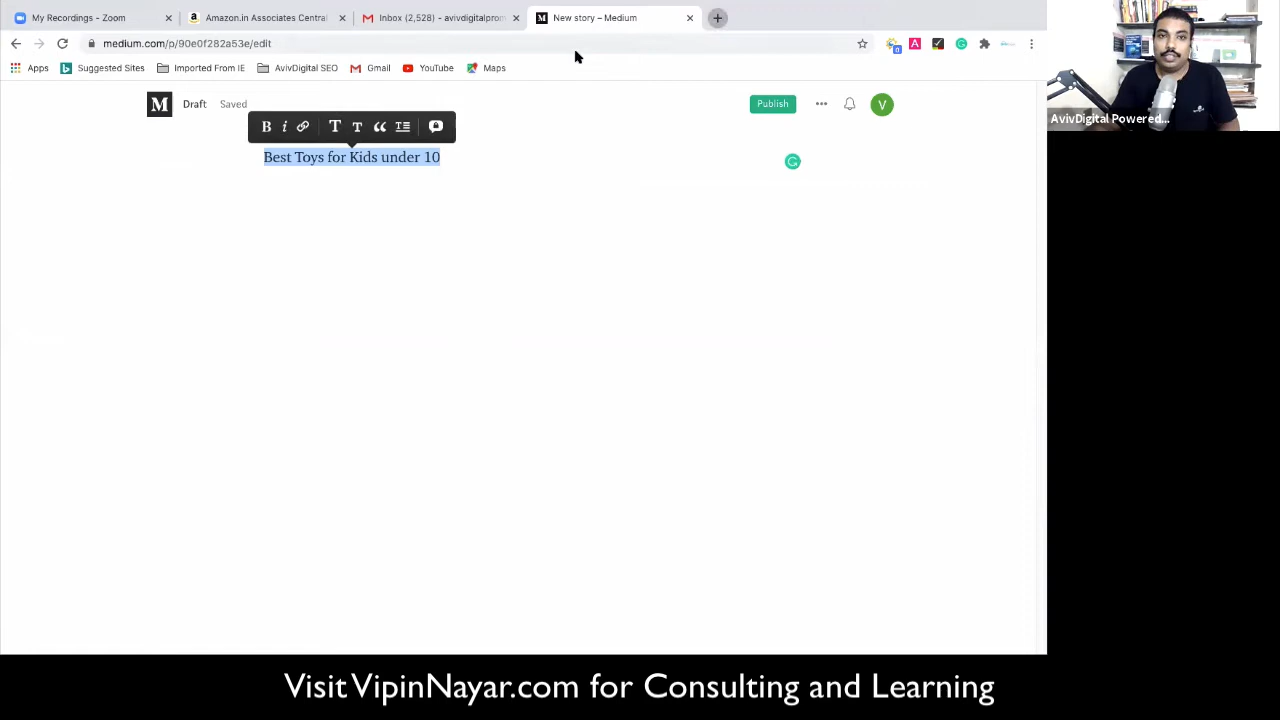 My Recordings - Zoom
Amazon.in Associates Central
Inbox (2,528) - avivdigitalprom
New story – Medium
medium.com/p/90e0f282a53e/edit
Apps
Suggested Sites
Imported From IE
AvivDigital SEO
Gmail
YouTube
Maps
M Draft Saved
Publish
V
B i T T
Best Toys for Kids under 10
AvivDigital Powered...
Visit VipinNayar.com for Consulting and Learning